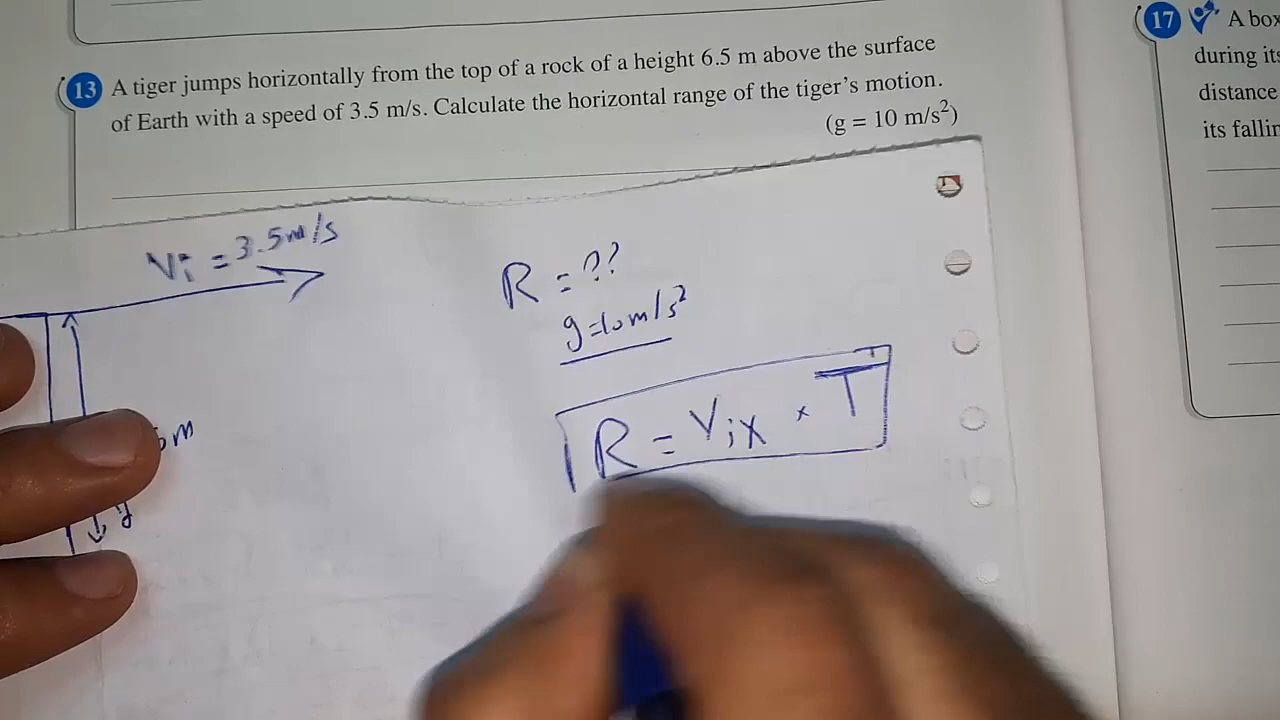 13 A tiger jumps horizontally from the top of a rock of a height 6.5 m above the surface
of Earth with a speed of 3.5 m/s. Calculate the horizontal range of the tiger's motion.
(g = 10 m/s²)
Vi = 3.5m/s
m
y
R = ??
g=10m/s²
R = Vix × T
17 A box
during its
distance
its fallin